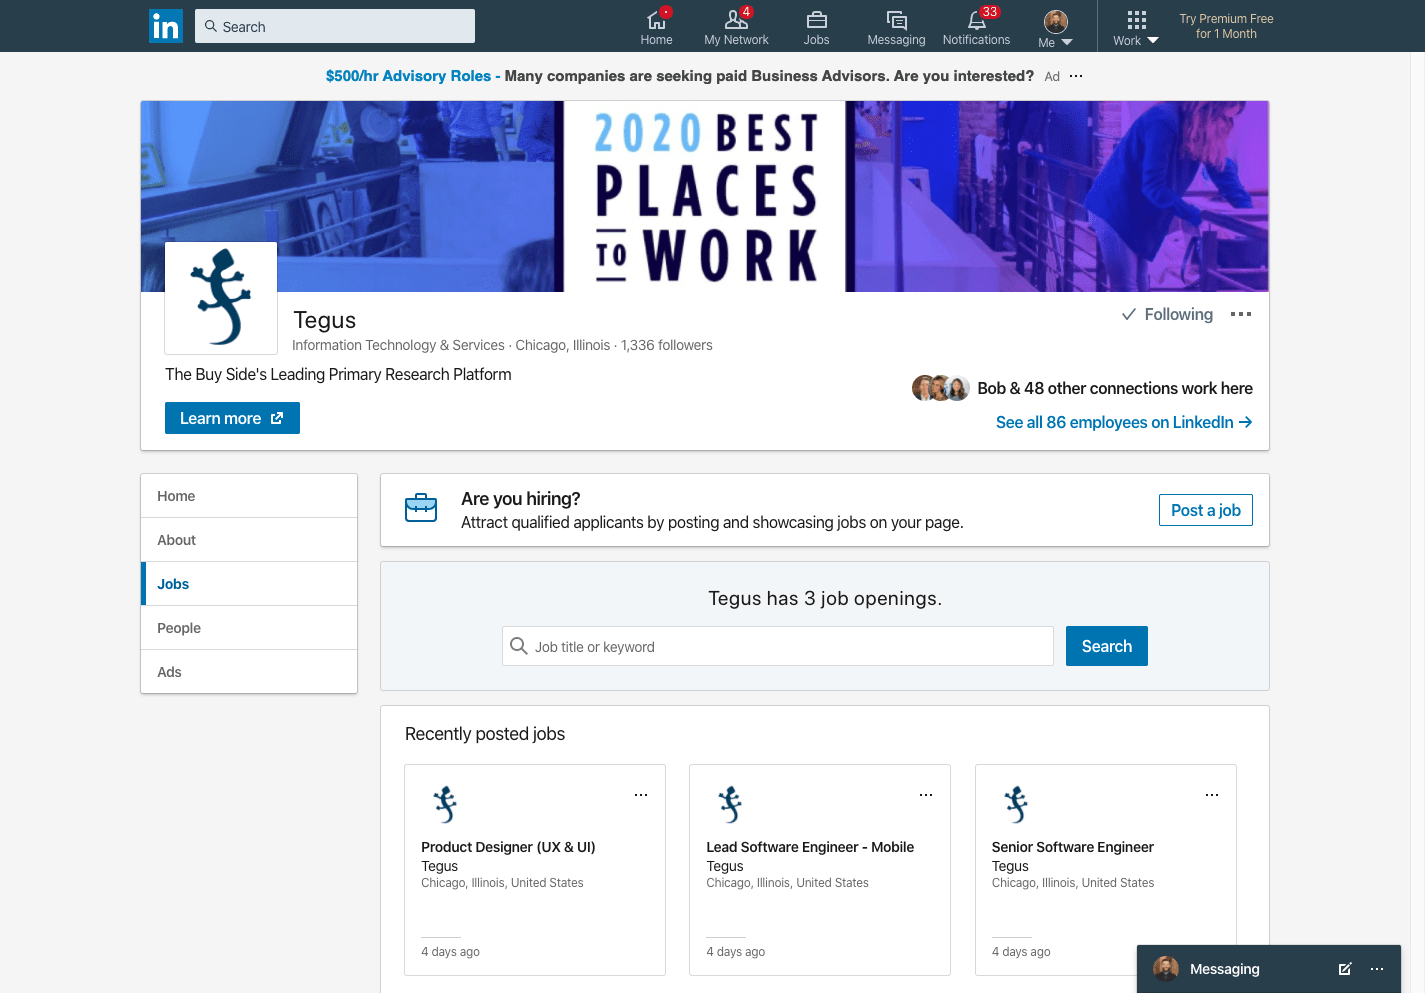 in
Search
Home
4
My Network
Jobs
Messaging
33
Notifications
Me
Work
Try Premium Free
for 1 Month
$500/hr Advisory Roles - Many companies are seeking paid Business Advisors. Are you interested? Ad
2020 BEST
PLACES
TO WORK
Tegus
Following
Information Technology & Services · Chicago, Illinois · 1,336 followers
The Buy Side's Leading Primary Research Platform
Bob & 48 other connections work here
Learn more
See all 86 employees on LinkedIn →
Home
About
Jobs
People
Ads
Are you hiring?
Attract qualified applicants by posting and showcasing jobs on your page.
Post a job
Tegus has 3 job openings.
Job title or keyword
Search
Recently posted jobs
Product Designer (UX & UI)
Tegus
Chicago, Illinois, United States
4 days ago
Lead Software Engineer - Mobile
Tegus
Chicago, Illinois, United States
4 days ago
Senior Software Engineer
Tegus
Chicago, Illinois, United States
4 days ago
Messaging